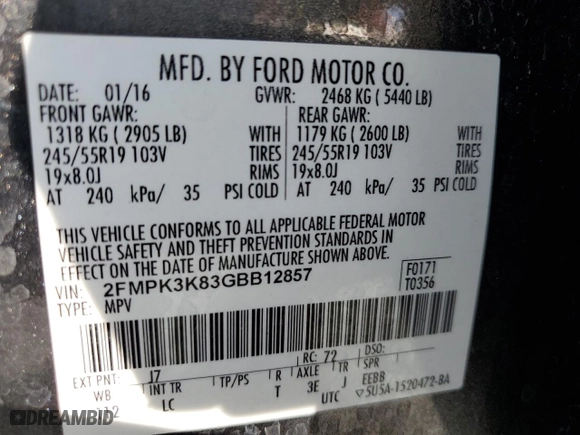 MFD. BY FORD MOTOR CO.
DATE: 01/16 GVWR: 2468 KG ( 5440 LB)
FRONT GAWR: REAR GAWR:
1318 KG ( 2905 LB) WITH 1179 KG ( 2600 LB) WITH
245/55R19 103V TIRES 245/55R19 103V TIRES
19x8.0J RIMS 19x8.0J RIMS
AT 240 kPa/ 35 PSI COLD AT 240 kPa/ 35 PSI COLD
THIS VEHICLE CONFORMS TO ALL APPLICABLE FEDERAL MOTOR
VEHICLE SAFETY AND THEFT PREVENTION STANDARDS IN
EFFECT ON THE DATE OF MANUFACTURE SHOWN ABOVE.
VIN: 2FMPK3K83GBB12857 F0171
TYPE: MPV T0356
EXT PNT: J7 RC: 72 DSO:
WB INT TR TP/PS R AXLE TR SPR
LC T 3E J EEBB
UTC 5U5A-1520472-BA
AutoBidMaster